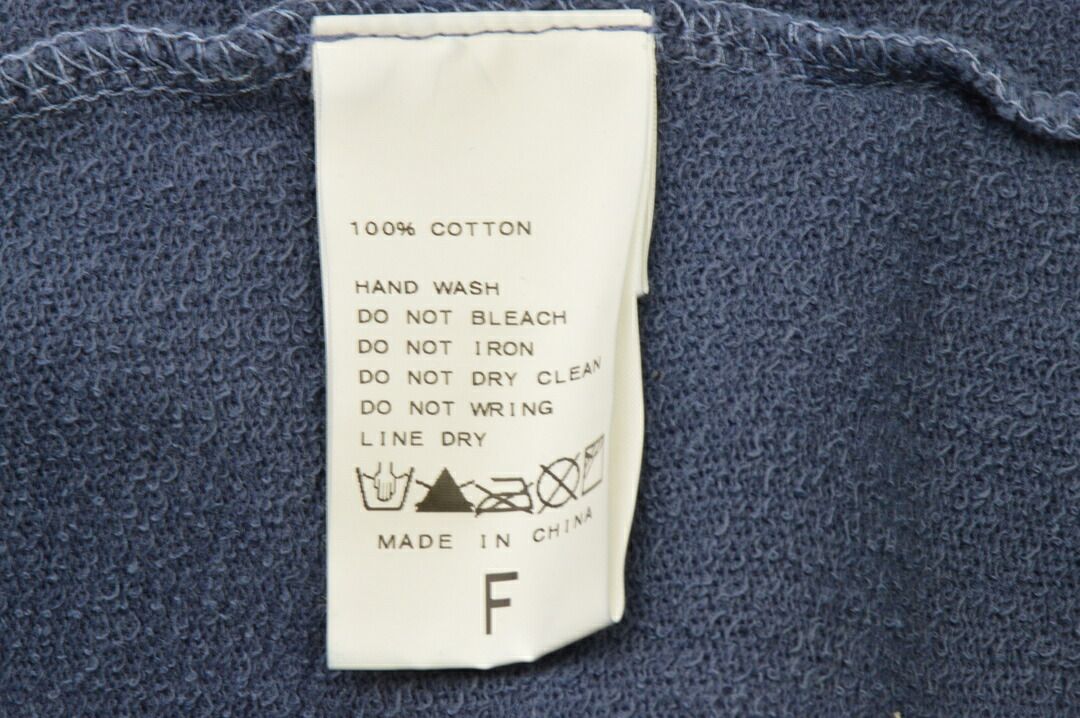 100% COTTON
HAND WASH
DO NOT BLEACH
DO NOT IRON
DO NOT DRY CLEAN
DO NOT WRING
LINE DRY
MADE IN CHINA
F